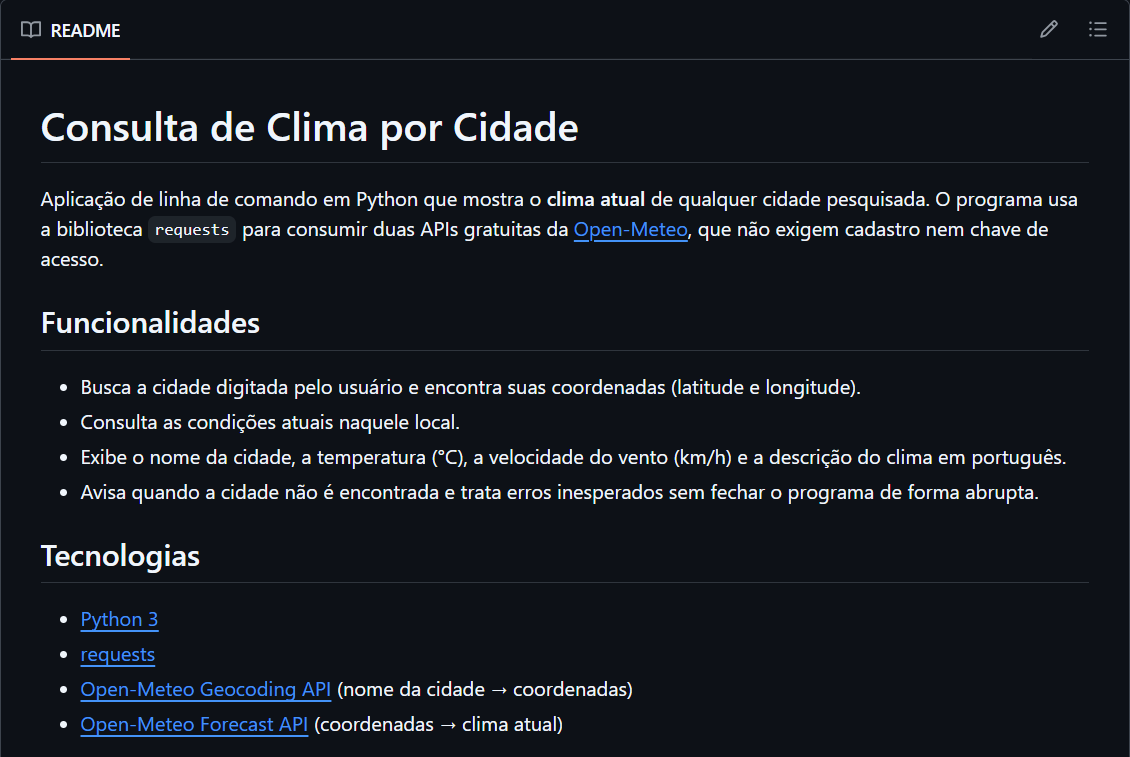 README
Consulta de Clima por Cidade
Aplicação de linha de comando em Python que mostra o clima atual de qualquer cidade pesquisada. O programa usa
a biblioteca requests para consumir duas APIs gratuitas da Open-Meteo, que não exigem cadastro nem chave de
acesso.
Funcionalidades
• Busca a cidade digitada pelo usuário e encontra suas coordenadas (latitude e longitude).
• Consulta as condições atuais naquele local.
• Exibe o nome da cidade, a temperatura (°C), a velocidade do vento (km/h) e a descrição do clima em português.
• Avisa quando a cidade não é encontrada e trata erros inesperados sem fechar o programa de forma abrupta.
Tecnologias
• Python 3
• requests
• Open-Meteo Geocoding API (nome da cidade → coordenadas)
• Open-Meteo Forecast API (coordenadas → clima atual)